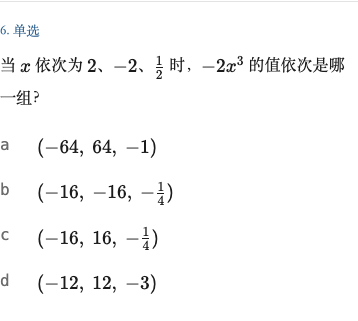 6. 单选
当 x 依次为 2、−2、1/2 时，−2x³ 的值依次是哪
一组?
a (−64, 64, −1)
b (−16, −16, −1/4)
c (−16, 16, −1/4)
d (−12, 12, −3)